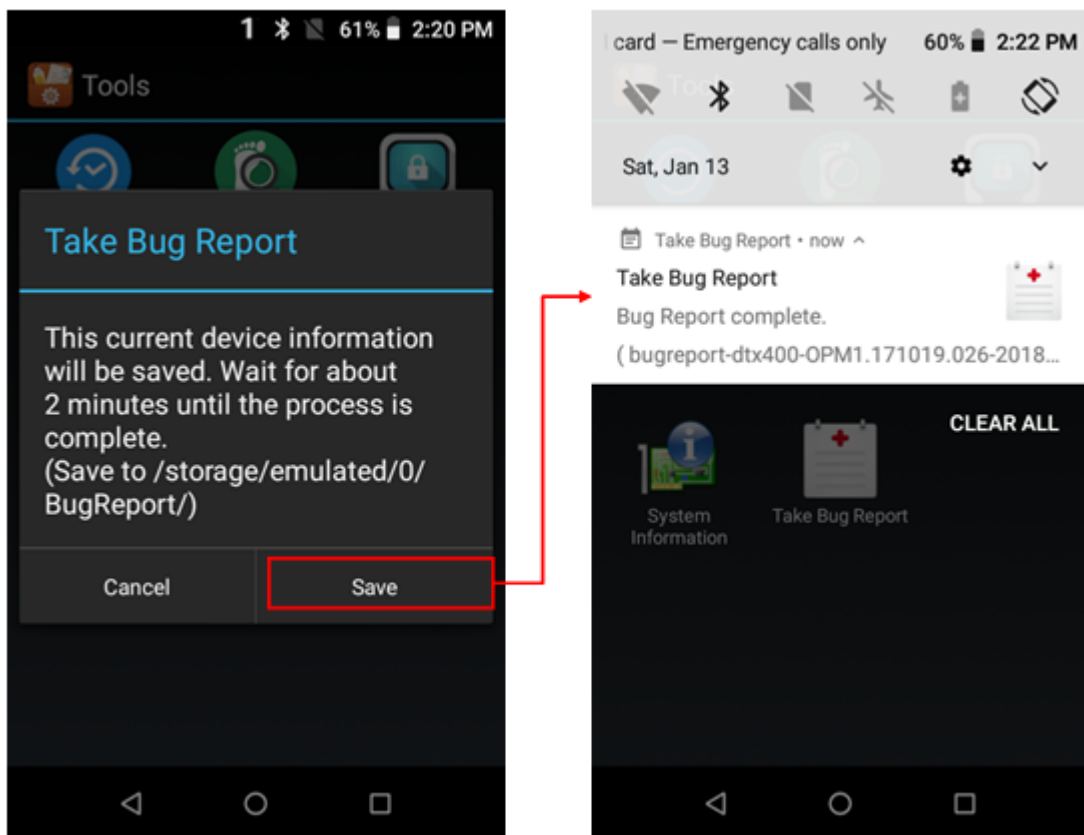 1 61% 2:20 PM
Tools
Take Bug Report
This current device information
will be saved. Wait for about
2 minutes until the process is
complete.
(Save to /storage/emulated/0/
BugReport/)
Cancel Save
card — Emergency calls only 60% 2:22 PM
Tools
Sat, Jan 13
Take Bug Report • now
Take Bug Report
Bug Report complete.
( bugreport-dtx400-OPM1.171019.026-2018...
CLEAR ALL
System
Information
Take Bug Report